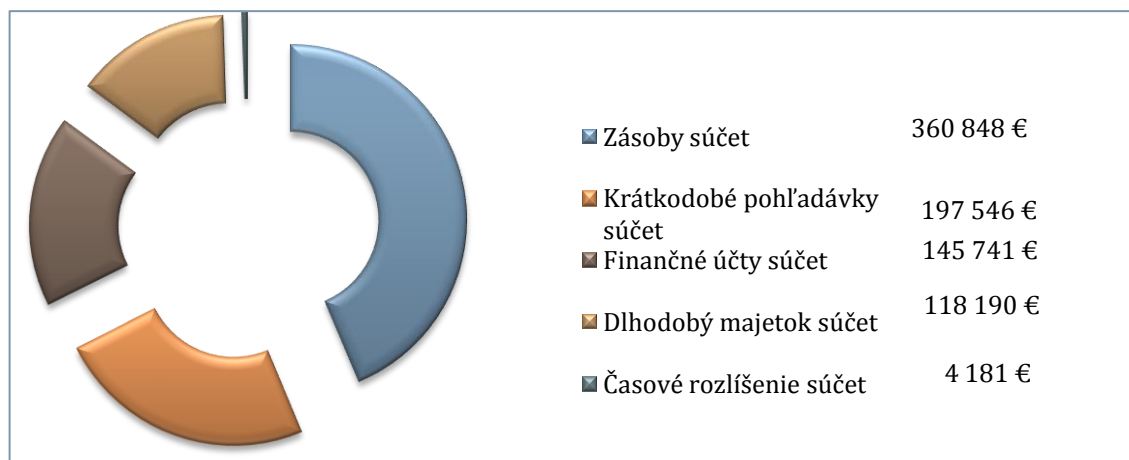 Zásoby súčet 360 848 €
Krátkodobé pohľadávky
súčet 197 546 €
Finančné účty súčet 145 741 €
Dlhodobý majetok súčet 118 190 €
Časové rozlíšenie súčet 4 181 €